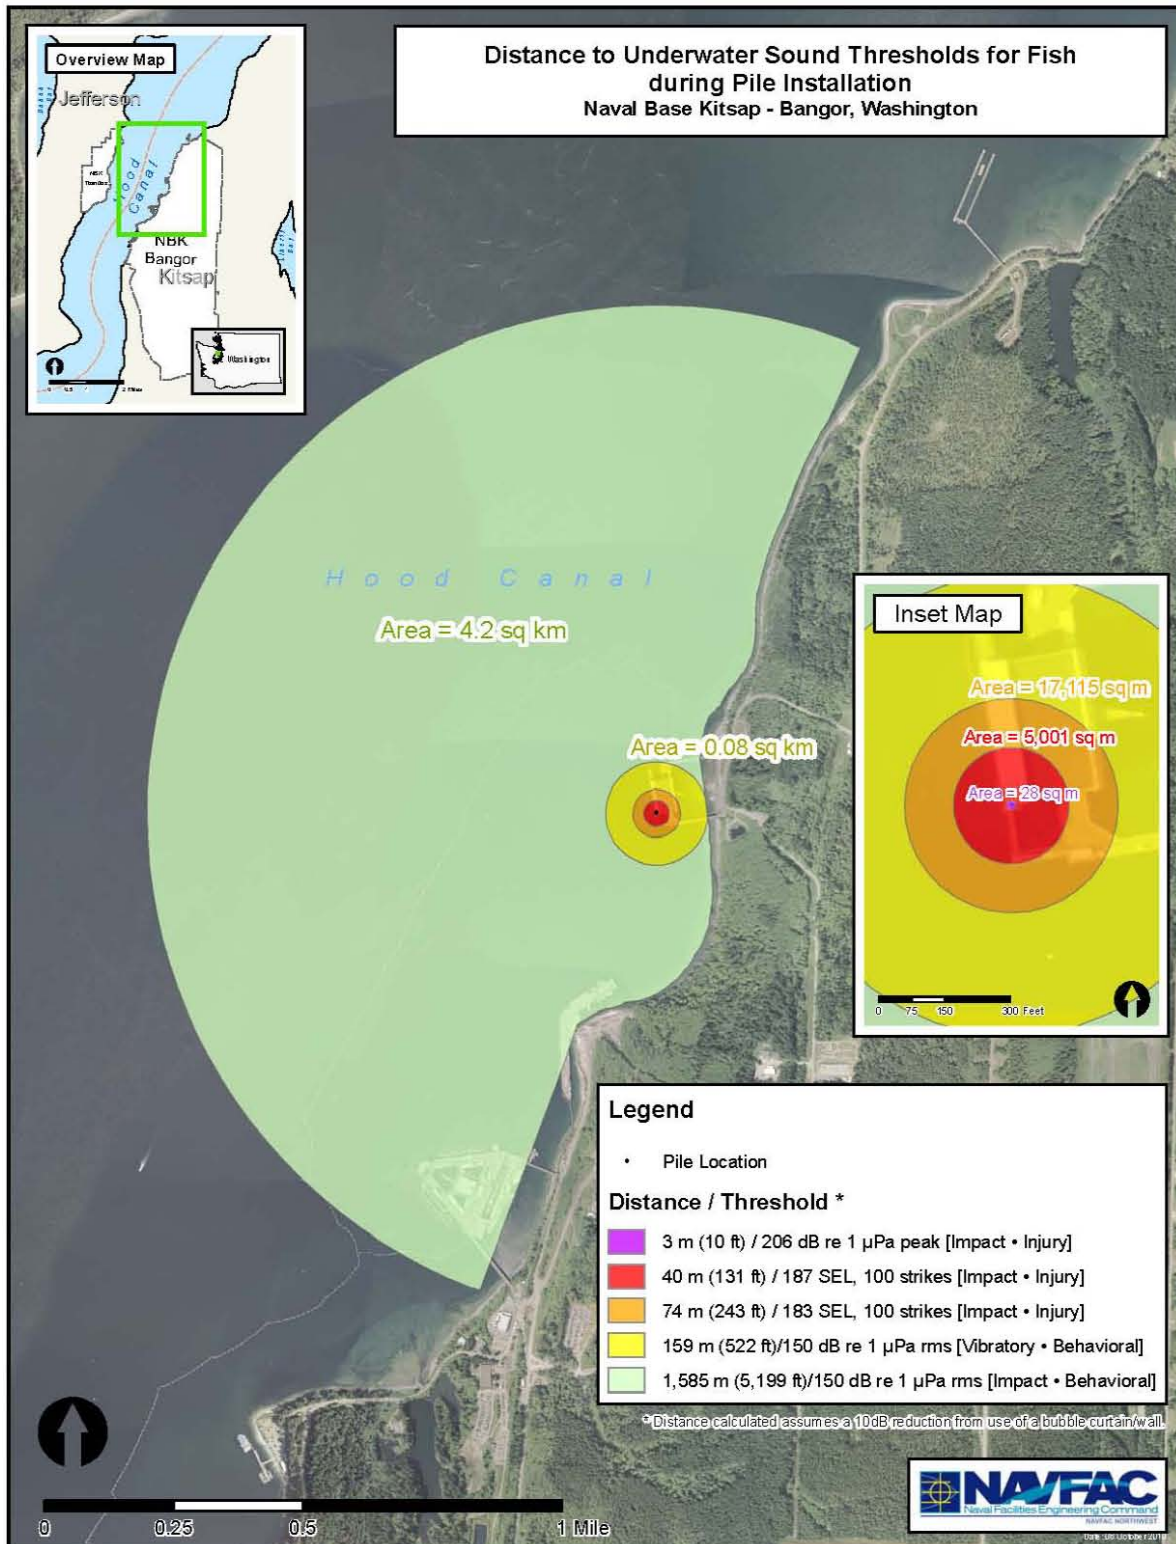 Overview Map
Jefferson
Hood
Canal
NBK
Bangor
Kitsap
Washington
Distance to Underwater Sound Thresholds for Fish
during Pile Installation
Naval Base Kitsap - Bangor, Washington
Hood Canal
Area = 4.2 sq km
Area = 0.08 sq km
Inset Map
Area = 17,115 sq m
Area = 5,001 sq m
Area = 28 sq m
0 75 150 300 Feet
Legend
Pile Location
Distance / Threshold *
3 m (10 ft) / 206 dB re 1 µPa peak [Impact • Injury]
40 m (131 ft) / 187 SEL, 100 strikes [Impact • Injury]
74 m (243 ft) / 183 SEL, 100 strikes [Impact • Injury]
159 m (522 ft)/150 dB re 1 µPa rms [Vibratory • Behavioral]
1,585 m (5,199 ft)/150 dB re 1 µPa rms [Impact • Behavioral]
* Distance calculated assumes a 10dB reduction from use of a bubble curtain/wall.
0 0.25 0.5 1 Mile
NAVFAC
Naval Facilities Engineering Command
NAVFAC NORTHWEST